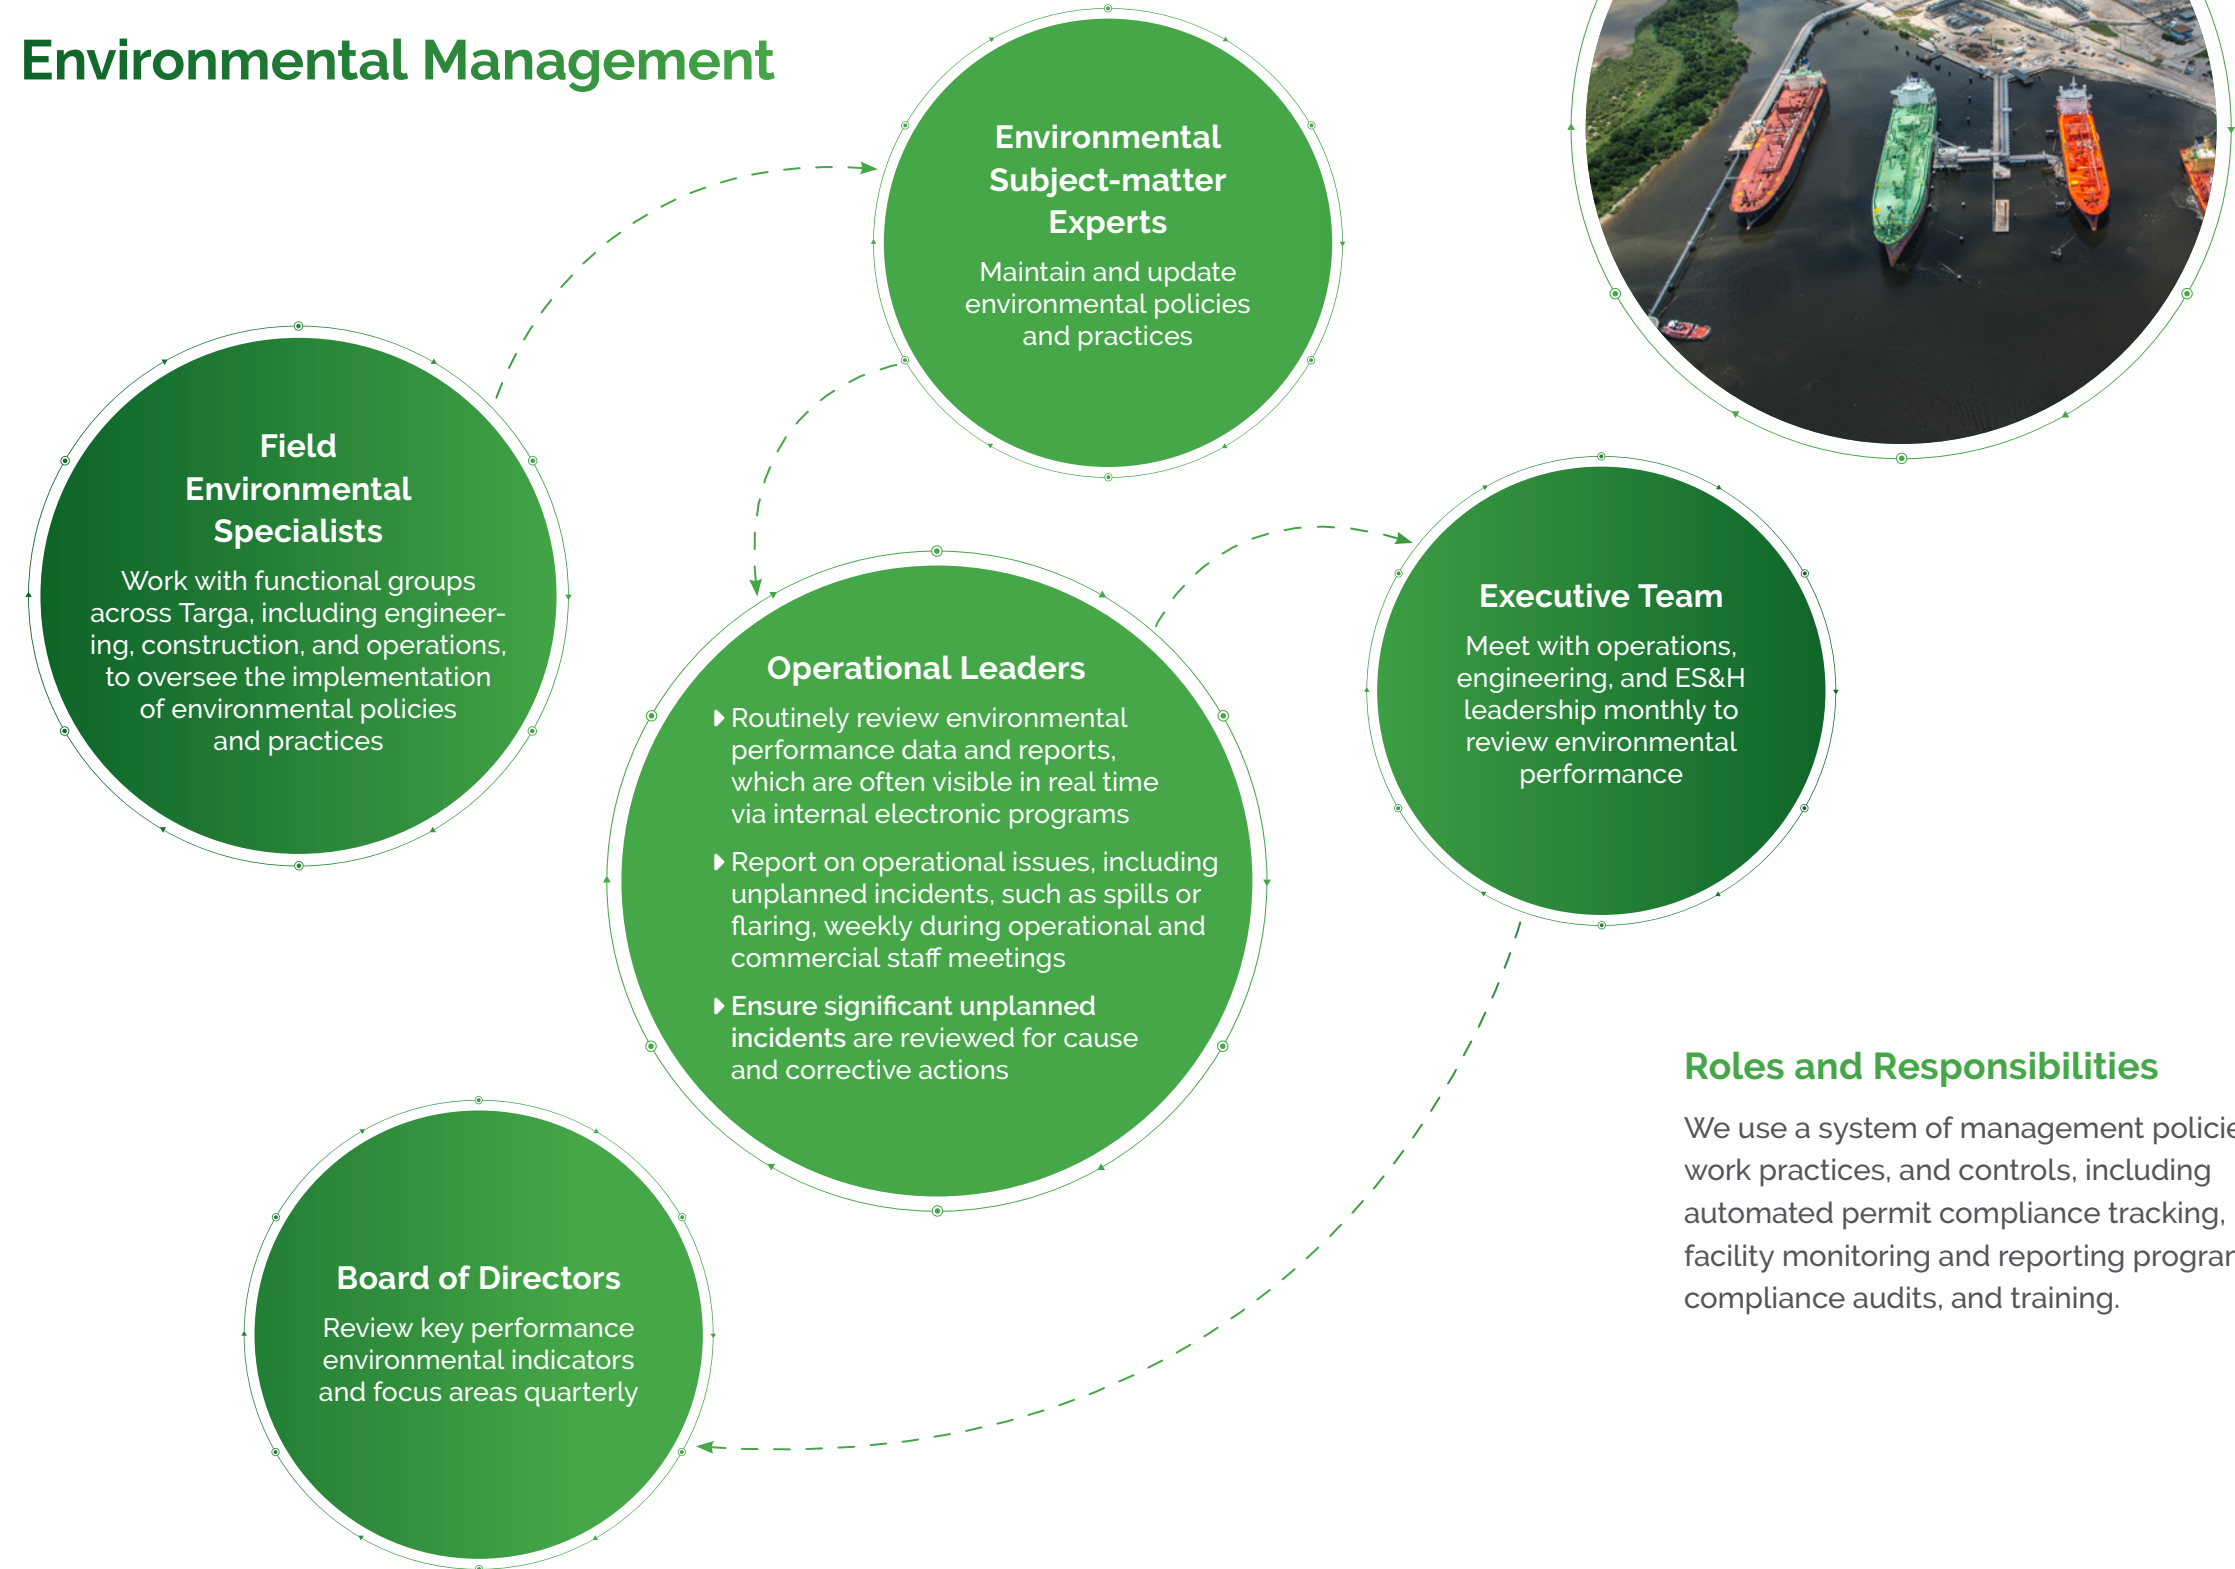 Environmental Management
Environmental
Subject-matter
Experts
Maintain and update
environmental policies
and practices
Field
Environmental
Specialists
Work with functional groups
across Targa, including engineer-
ing, construction, and operations,
to oversee the implementation
of environmental policies
and practices
Operational Leaders
Routinely review environmental
performance data and reports,
which are often visible in real time
via internal electronic programs
Report on operational issues, including
unplanned incidents, such as spills or
flaring, weekly during operational and
commercial staff meetings
Ensure significant unplanned
incidents are reviewed for cause
and corrective actions
Executive Team
Meet with operations,
engineering, and ES&H
leadership monthly to
review environmental
performance
Board of Directors
Review key performance
environmental indicators
and focus areas quarterly
Roles and Responsibilities
We use a system of management
work practices, and controls, including
automated permit compliance tracking,
facility monitoring and reporting
compliance audits, and training.